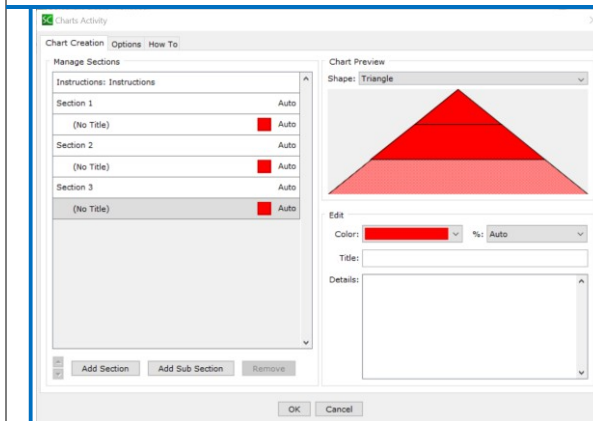 SC Charts Activity
Chart Creation Options How To
Manage Sections
Instructions: Instructions
Section 1 Auto
(No Title) Auto
Section 2 Auto
(No Title) Auto
Section 3 Auto
(No Title) Auto
Add Section Add Sub Section Remove
Chart Preview
Shape: Triangle
Edit
Color: %: Auto
Title:
Details:
OK Cancel